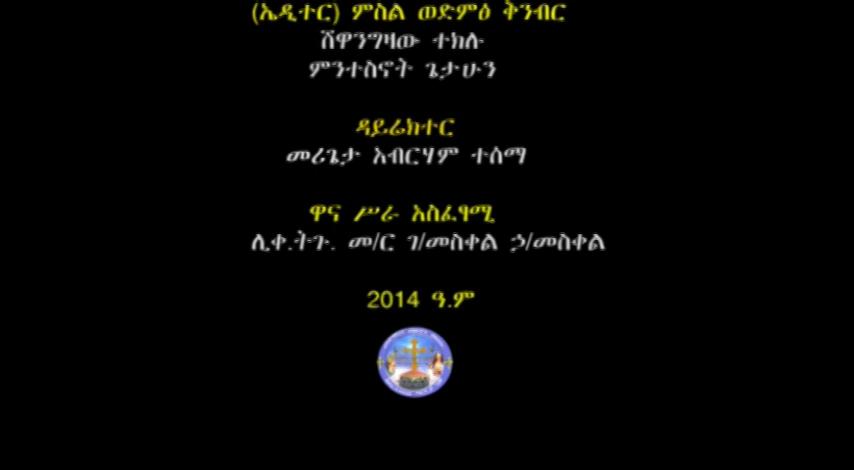 (ኤዲተር) ምስል ወድምፅ ቅንብር
ሽዋንግዛው ተክሉ
ምንተስኖት ጌታሁን
ዳይሬክተር
መሪጌታ አብርሃም ተሰማ
ዋና ሥራ አስፈፃሚ
ሊቀ.ትጉ. መ/ር ገ/መስቀል ኃ/መስቀል
2014 ዓ.ም